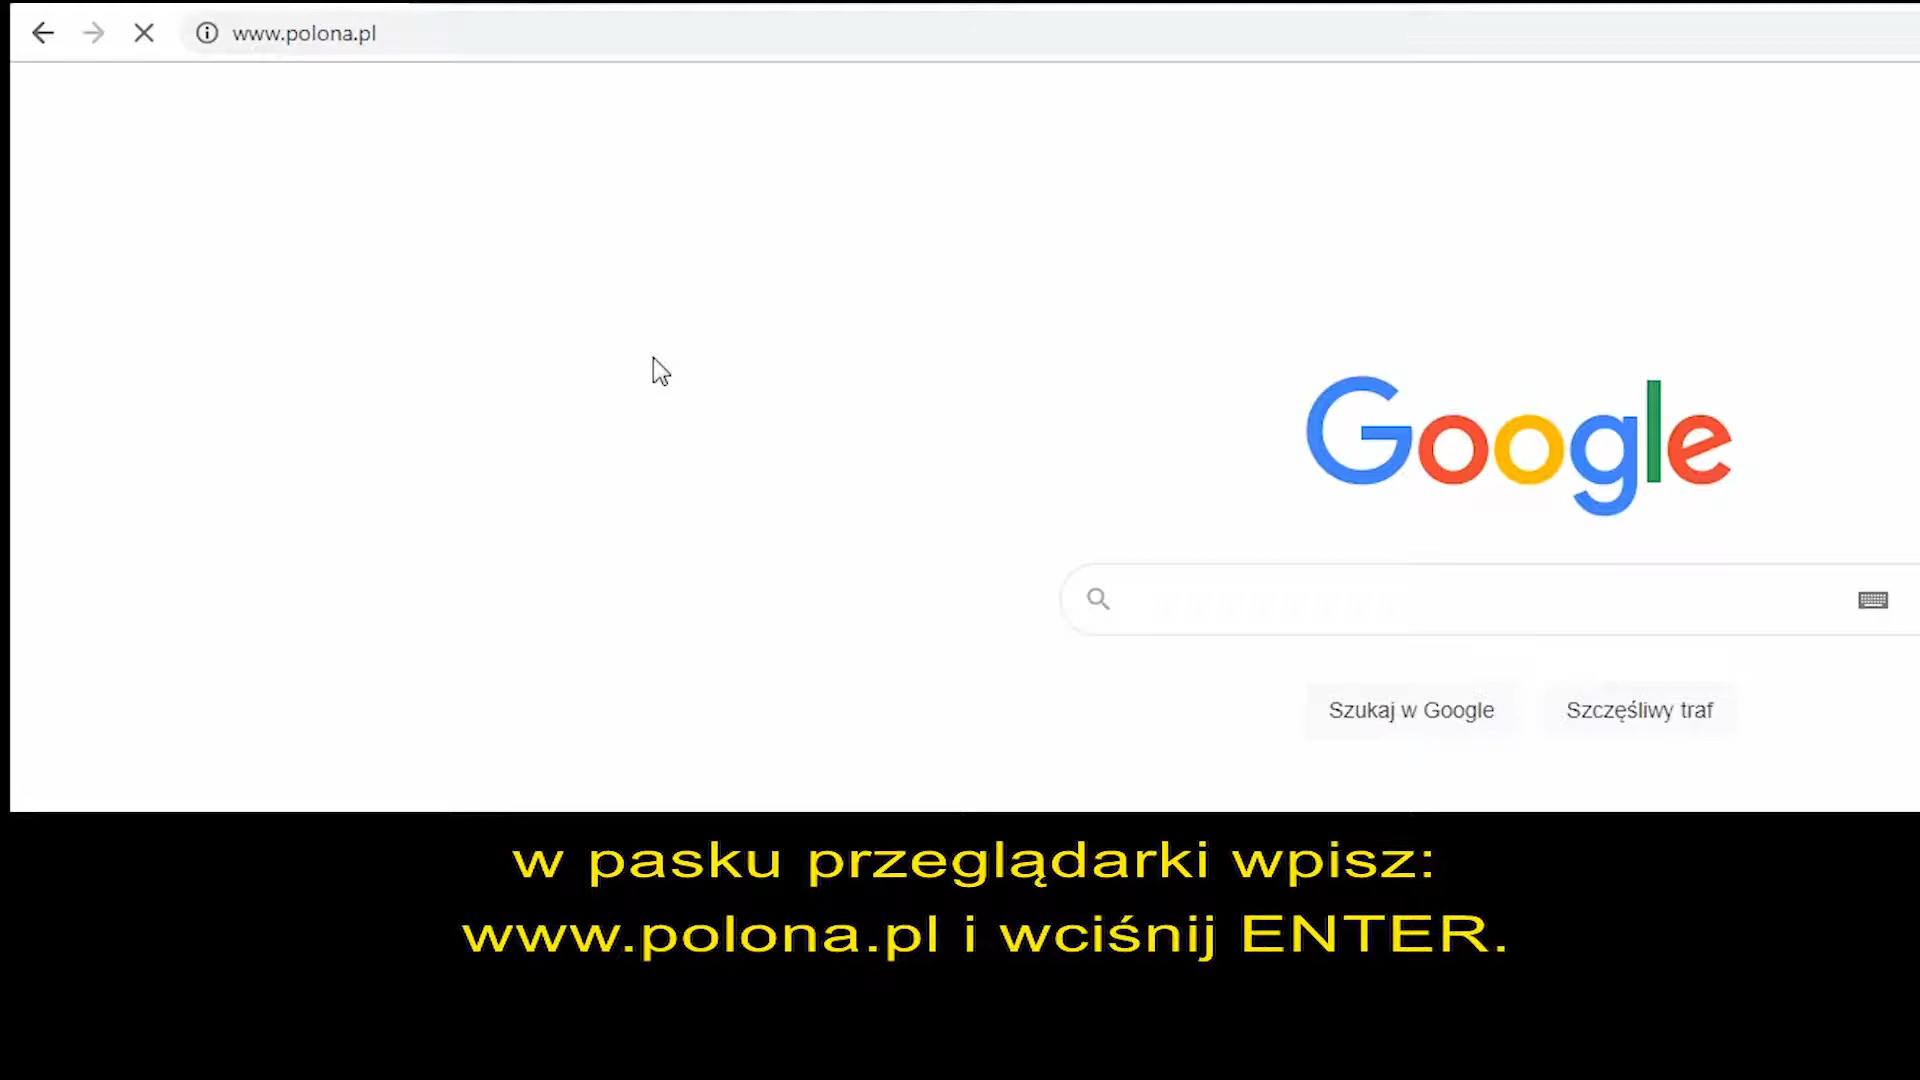 www.polona.pl
Google
Szukaj w Google
Szczęśliwy traf
w pasku przeglądarki wpisz:
www.polona.pl i wciśnij ENTER.